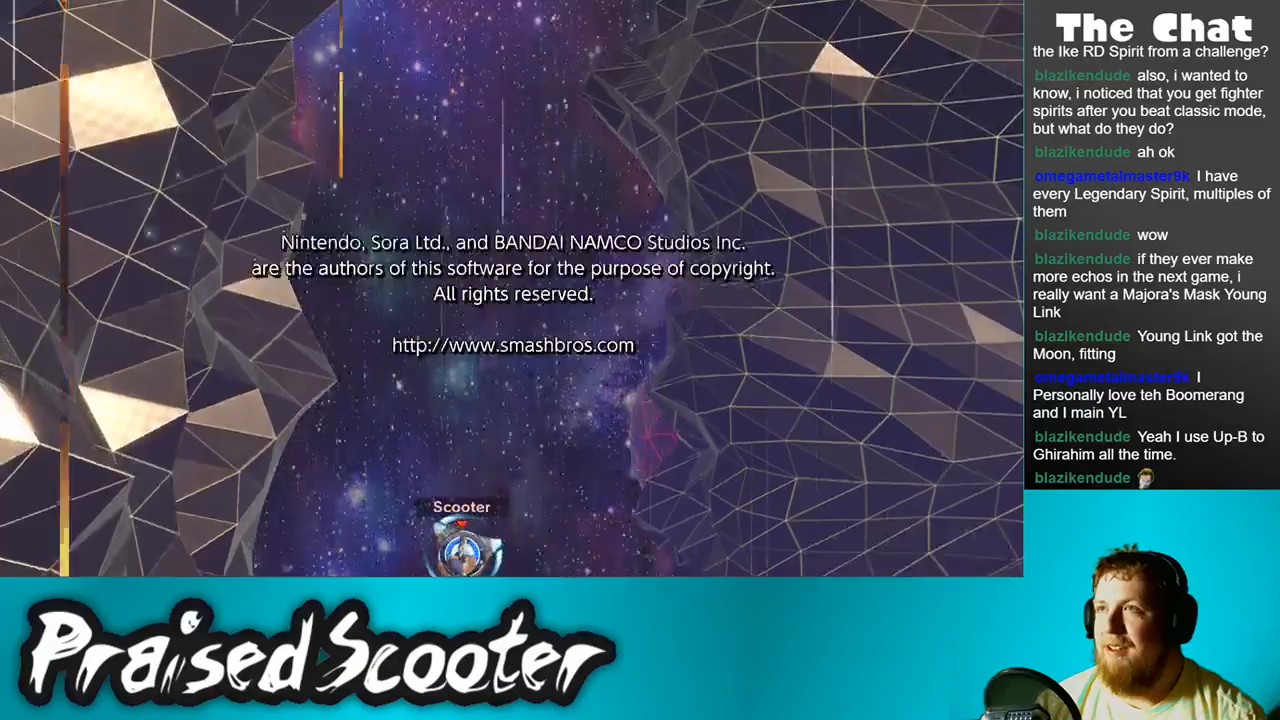 Nintendo, Sora Ltd., and BANDAI NAMCO Studios Inc.
are the authors of this software for the purpose of copyright.
All rights reserved.
http://www.smashbros.com
Scooter
PraisedScooter
The Chat
the Ike RD Spirit from a challenge?
blazikendude also, i wanted to
know, i noticed that you get fighter
spirits after you beat classic mode,
but what do they do?
blazikendude ah ok
omegametalmaster9k I have
every Legendary Spirit, multiples of
them
blazikendude wow
blazikendude if they ever make
more echos in the next game, i
really want a Majora's Mask Young
Link
blazikendude Young Link got the
Moon, fitting
omegametalmaster9k I
Personally love teh Boomerang
and I main YL
blazikendude Yeah I use Up-B to
Ghirahim all the time.
blazikendude